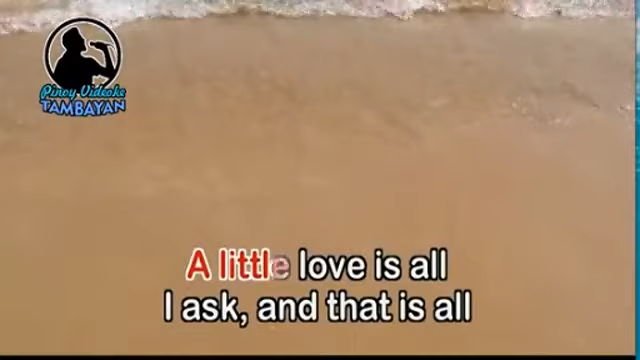 Pinoy Videoke
TAMBAYAN
A little love is all
I ask, and that is all